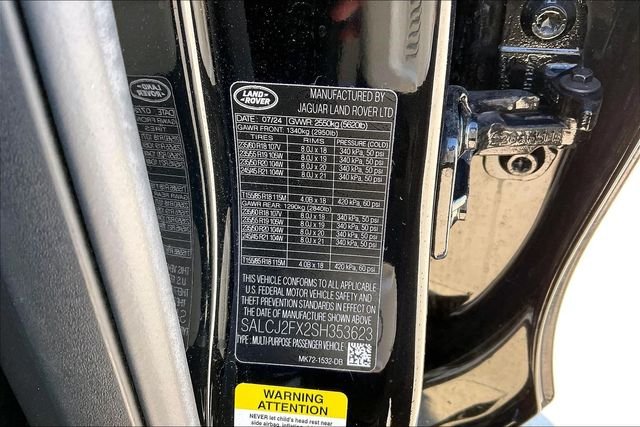 LAND-ROVER
MANUFACTURED BY
JAGUAR LAND ROVER LTD
DATE: 07/24 GVWR: 2550kg (5620lb)
GAWR FRONT: 1340kg (2950lb)
TIRES RIMS PRESSURE (COLD)
235/60 R18 107V 8.0J x 18 340 kPa, 50 psi
235/55 R19 105W 8.0J x 19 340 kPa, 50 psi
235/50 R20 104W 8.0J x 20 340 kPa, 50 psi
245/45 R21 104W 8.0J x 21 340 kPa, 50 psi
T155/85 R18 115M 4.0B x 18 420 kPa, 60 psi
GAWR REAR: 1290kg (2840lb)
235/60 R18 107V 8.0J x 18 340 kPa, 50 psi
235/55 R19 105W 8.0J x 19 340 kPa, 50 psi
235/50 R20 104W 8.0J x 20 340 kPa, 50 psi
245/45 R21 104W 8.0J x 21 340 kPa, 50 psi
T155/85 R18 115M 4.0B x 18 420 kPa, 60 psi
THIS VEHICLE CONFORMS TO ALL APPLICABLE
U.S. FEDERAL MOTOR VEHICLE SAFETY AND
THEFT PREVENTION STANDARDS IN EFFECT ON
THE DATE OF MANUFACTURE SHOWN ABOVE
SALCJ2FX2SH353623
TYPE : MULTI PURPOSE PASSENGER VEHICLE
MK72-1532-DB
WARNING
ATTENTION
NEVER let child's head rest near
side airbag,